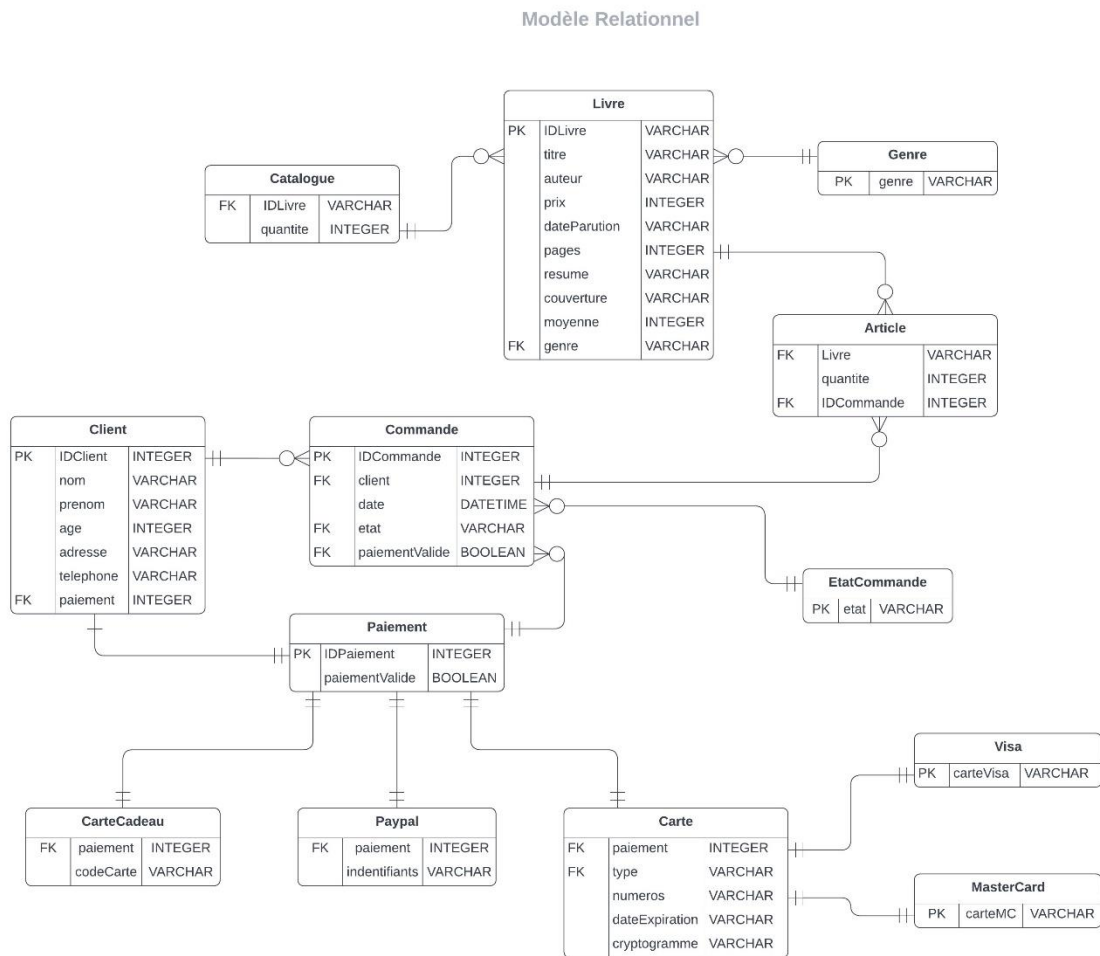 Modèle Relationnel
Livre
PK IDLivre VARCHAR
titre VARCHAR
auteur VARCHAR
prix INTEGER
dateParution VARCHAR
pages INTEGER
resume VARCHAR
couverture VARCHAR
moyenne INTEGER
FK genre VARCHAR
Genre
PK genre VARCHAR
Catalogue
FK IDLivre VARCHAR
quantite INTEGER
Article
FK Livre VARCHAR
quantite INTEGER
FK IDCommande INTEGER
Client
PK IDClient INTEGER
nom VARCHAR
prenom VARCHAR
age INTEGER
adresse VARCHAR
telephone VARCHAR
FK paiement INTEGER
Commande
PK IDCommande INTEGER
FK client INTEGER
date DATETIME
FK etat VARCHAR
FK paiementValide BOOLEAN
EtatCommande
PK etat VARCHAR
Paiement
PK IDPaiement INTEGER
paiementValide BOOLEAN
CarteCadeau
FK paiement INTEGER
codeCarte VARCHAR
Paypal
FK paiement INTEGER
indentifiants VARCHAR
Carte
FK paiement INTEGER
FK type VARCHAR
numeros VARCHAR
dateExpiration VARCHAR
cryptogramme VARCHAR
Visa
PK carteVisa VARCHAR
MasterCard
PK carteMC VARCHAR